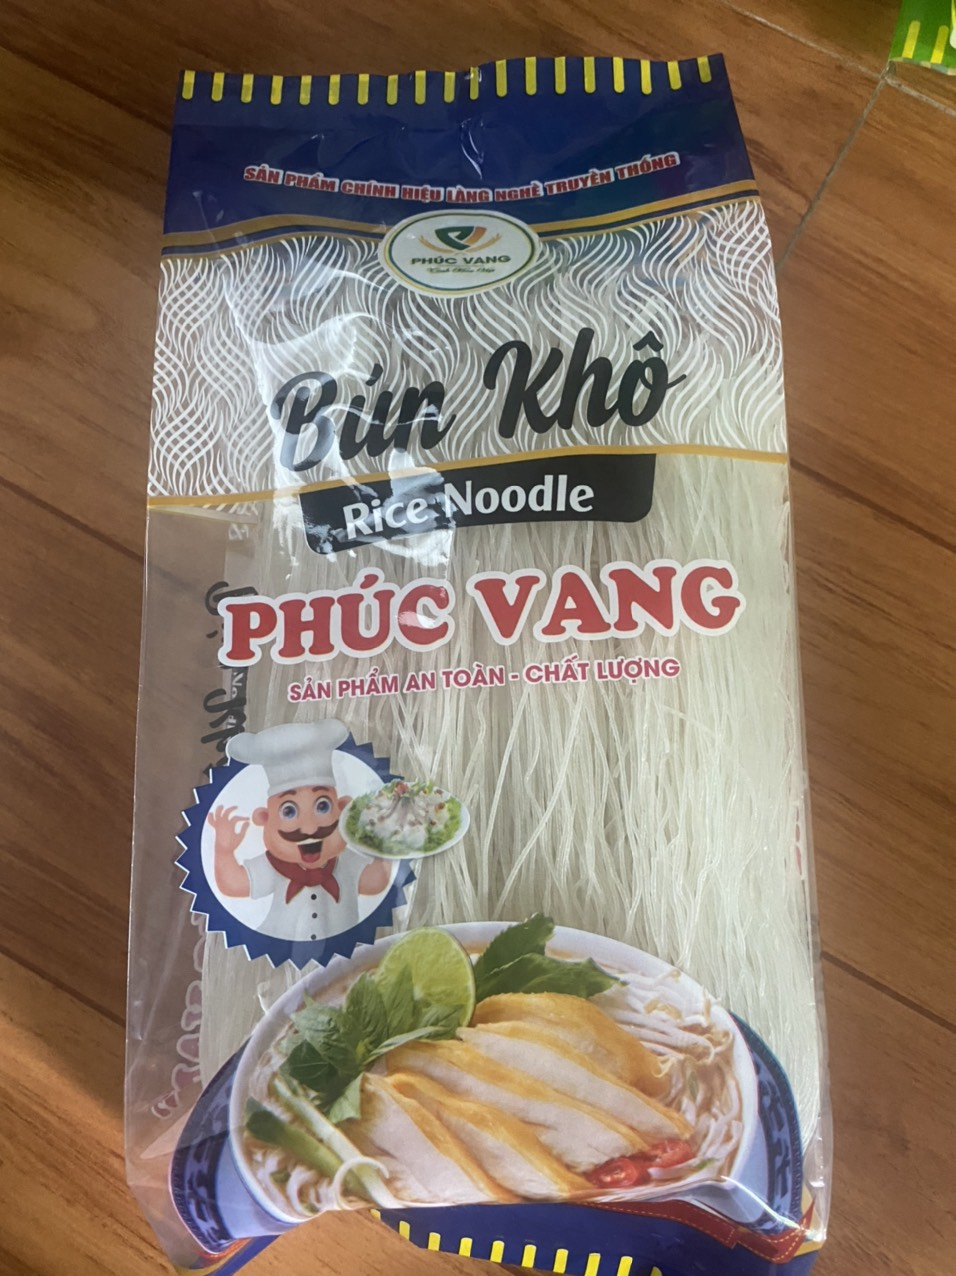 SẢN PHẨM CHÍNH HIỆU LÀNG NGHỀ TRUYỀN THỐNG
PHÚC VANG
Bún Khô
Rice Noodle
PHÚC VANG
SẢN PHẨM AN TOÀN - CHẤT LƯỢNG